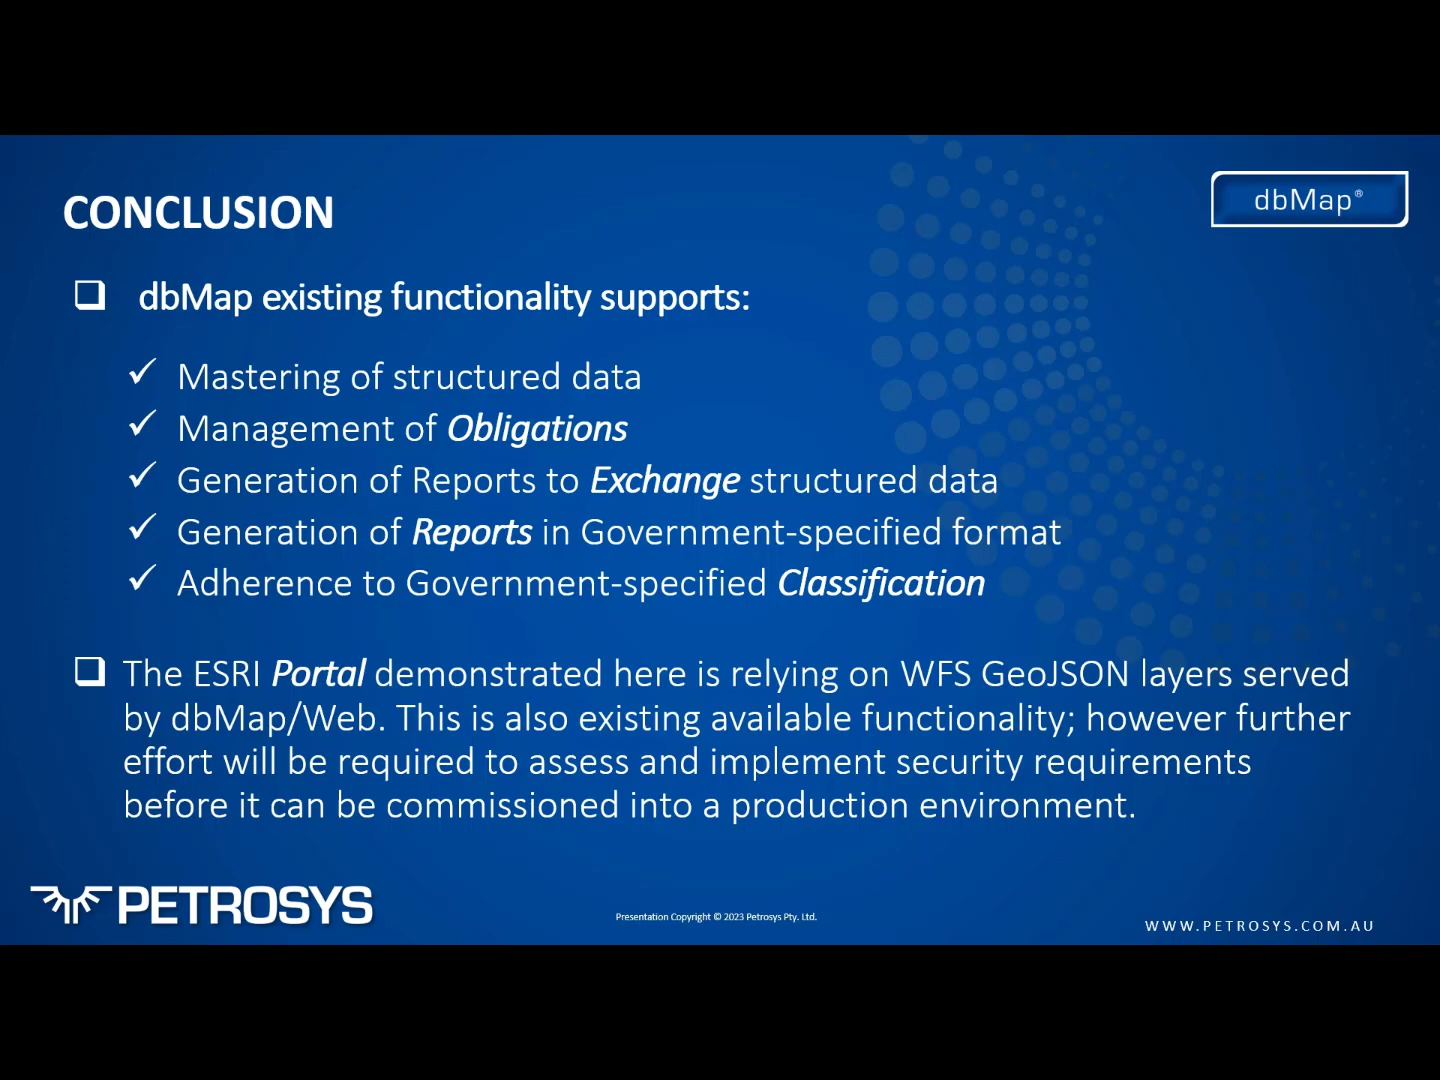 CONCLUSION
dbMap®
dbMap existing functionality supports:
Mastering of structured data
Management of Obligations
Generation of Reports to Exchange structured data
Generation of Reports in Government-specified format
Adherence to Government-specified Classification
The ESRI Portal demonstrated here is relying on WFS GeoJSON layers served
by dbMap/Web. This is also existing available functionality; however further
effort will be required to assess and implement security requirements
before it can be commissioned into a production environment.
PETROSYS
Presentation Copyright © 2023 Petrosys Pty. Ltd.
WWW.PETROSYS.COM.AU